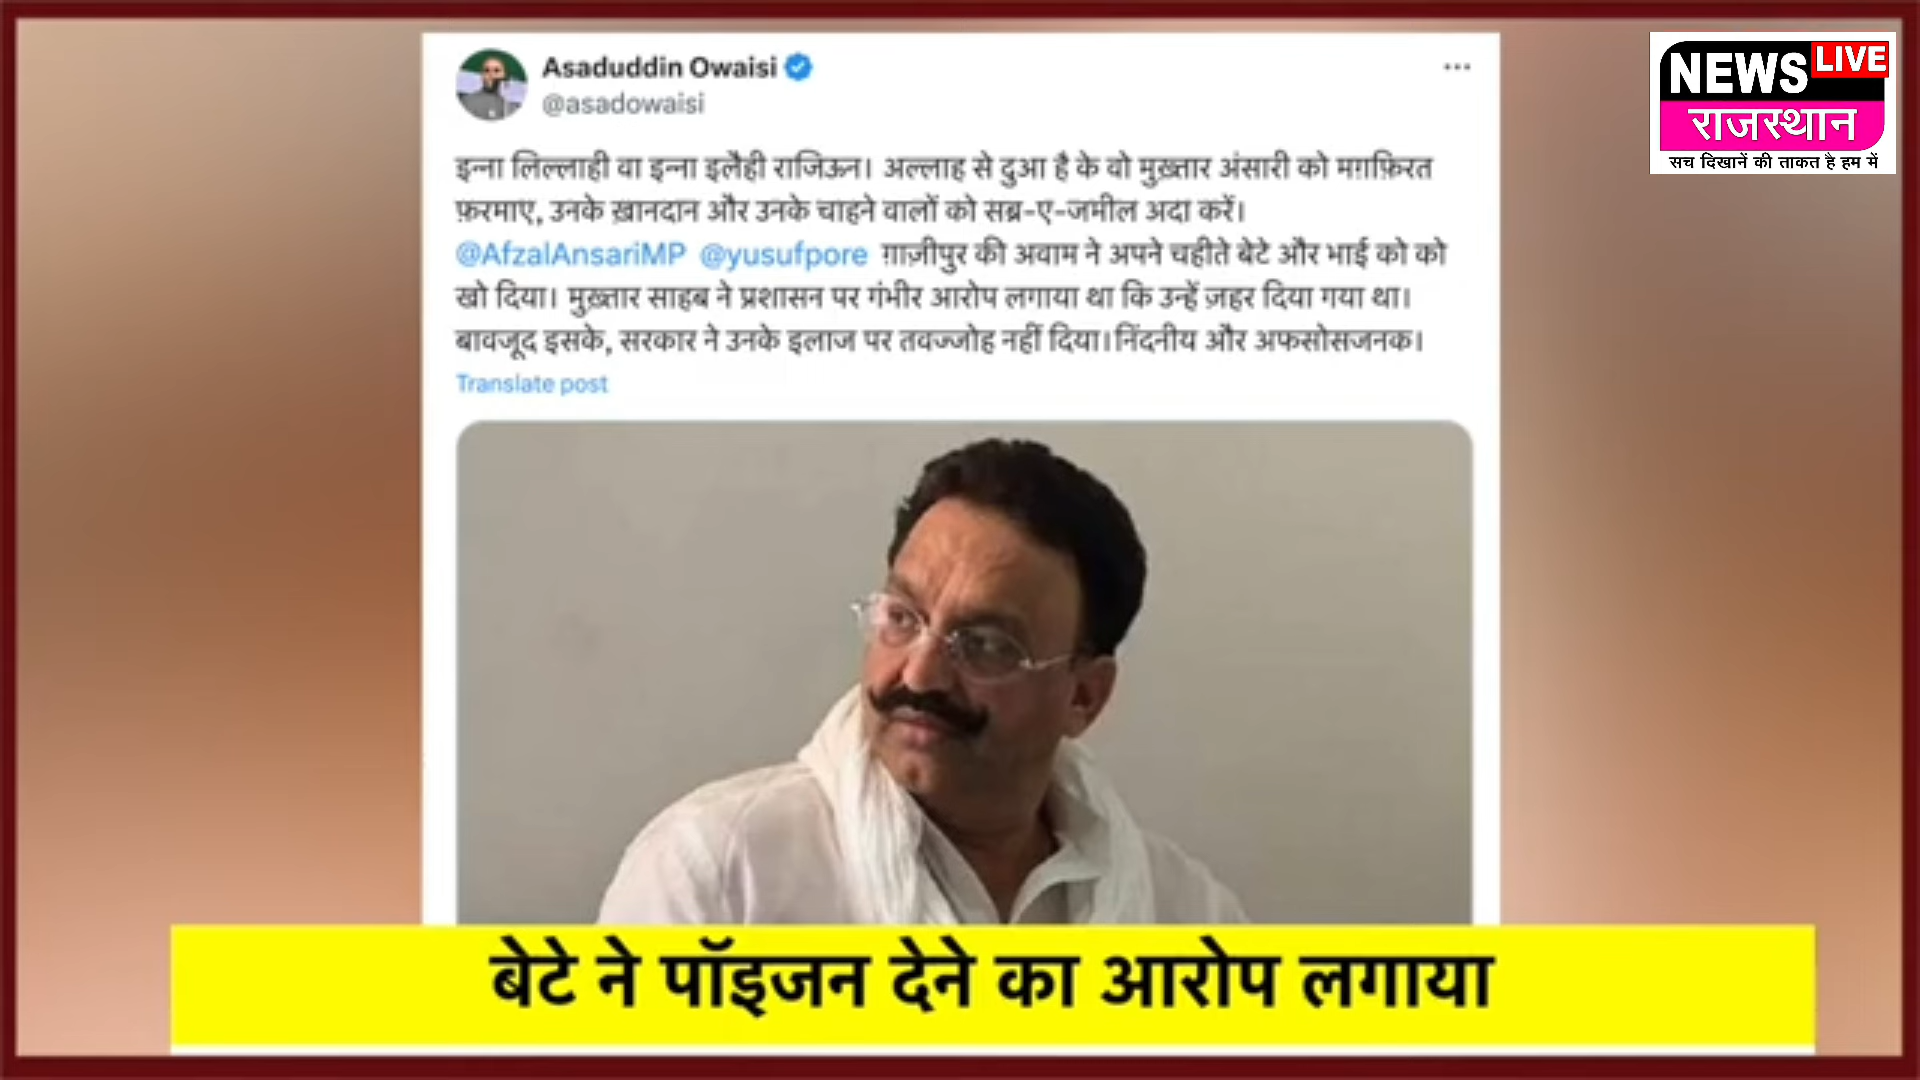 Asaduddin Owaisi
@asadowaisi
इन्ना लिल्लाही वा इन्ना इलैही राजिऊन। अल्लाह से दुआ है के वो मुख़्तार अंसारी को मग़फ़िरत
फ़रमाए, उनके ख़ानदान और उनके चाहने वालों को सब्र-ए-जमील अदा करें।
@AfzalAnsariMP @yusufpore ग़ाज़ीपुर की अवाम ने अपने चहीते बेटे और भाई को को
खो दिया। मुख़्तार साहब ने प्रशासन पर गंभीर आरोप लगाया था कि उन्हें ज़हर दिया गया था।
बावजूद इसके, सरकार ने उनके इलाज पर तवज्जोह नहीं दिया।निंदनीय और अफसोसजनक।
Translate post
NEWS LIVE
राजस्थान
सच दिखानें की ताकत है हम में
बेटे ने पॉइजन देने का आरोप लगाया